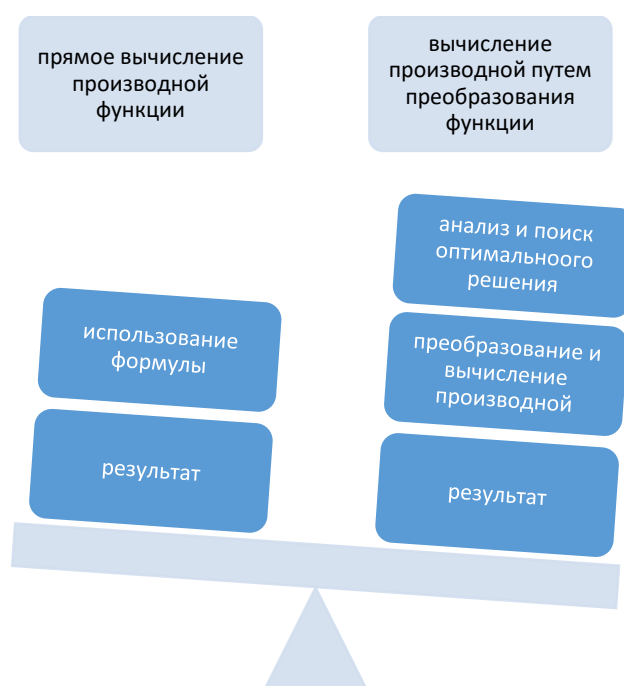 прямое вычисление
производной
функции
вычисление
производной путем
преобразования
функции
использование
формулы
результат
анализ и поиск
оптимальноого
решения
преобразование и
вычисление
производной
результат